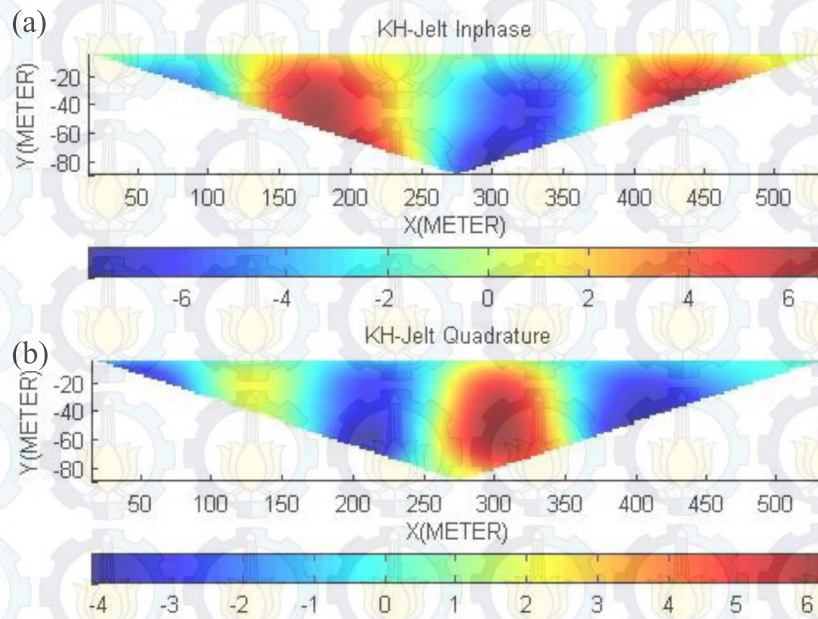 (a)
KH-Jelt Inphase
Y(METER)
-20
-40
-60
-80
50 100 150 200 250 300 350 400 450 500
X(METER)
-6 -4 -2 0 2 4 6
(b)
KH-Jelt Quadrature
Y(METER)
-20
-40
-60
-80
50 100 150 200 250 300 350 400 450 500
X(METER)
-4 -3 -2 -1 0 1 2 3 4 5 6